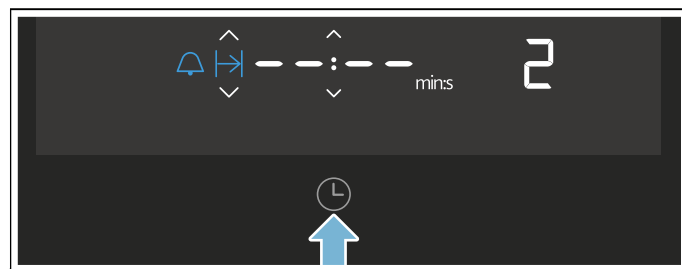 – – : – – min:s 2